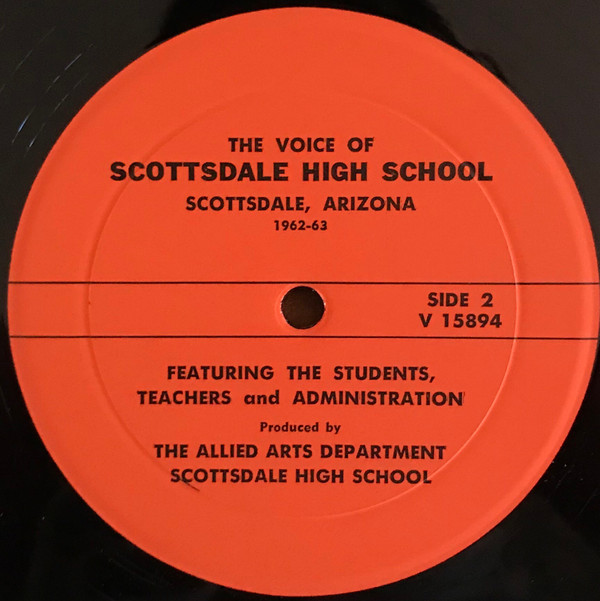 THE VOICE OF
SCOTTSDALE HIGH SCHOOL
SCOTTSDALE, ARIZONA
1962-63
SIDE 2
V 15894
FEATURING THE STUDENTS,
TEACHERS and ADMINISTRATION
Produced by
THE ALLIED ARTS DEPARTMENT
SCOTTSDALE HIGH SCHOOL